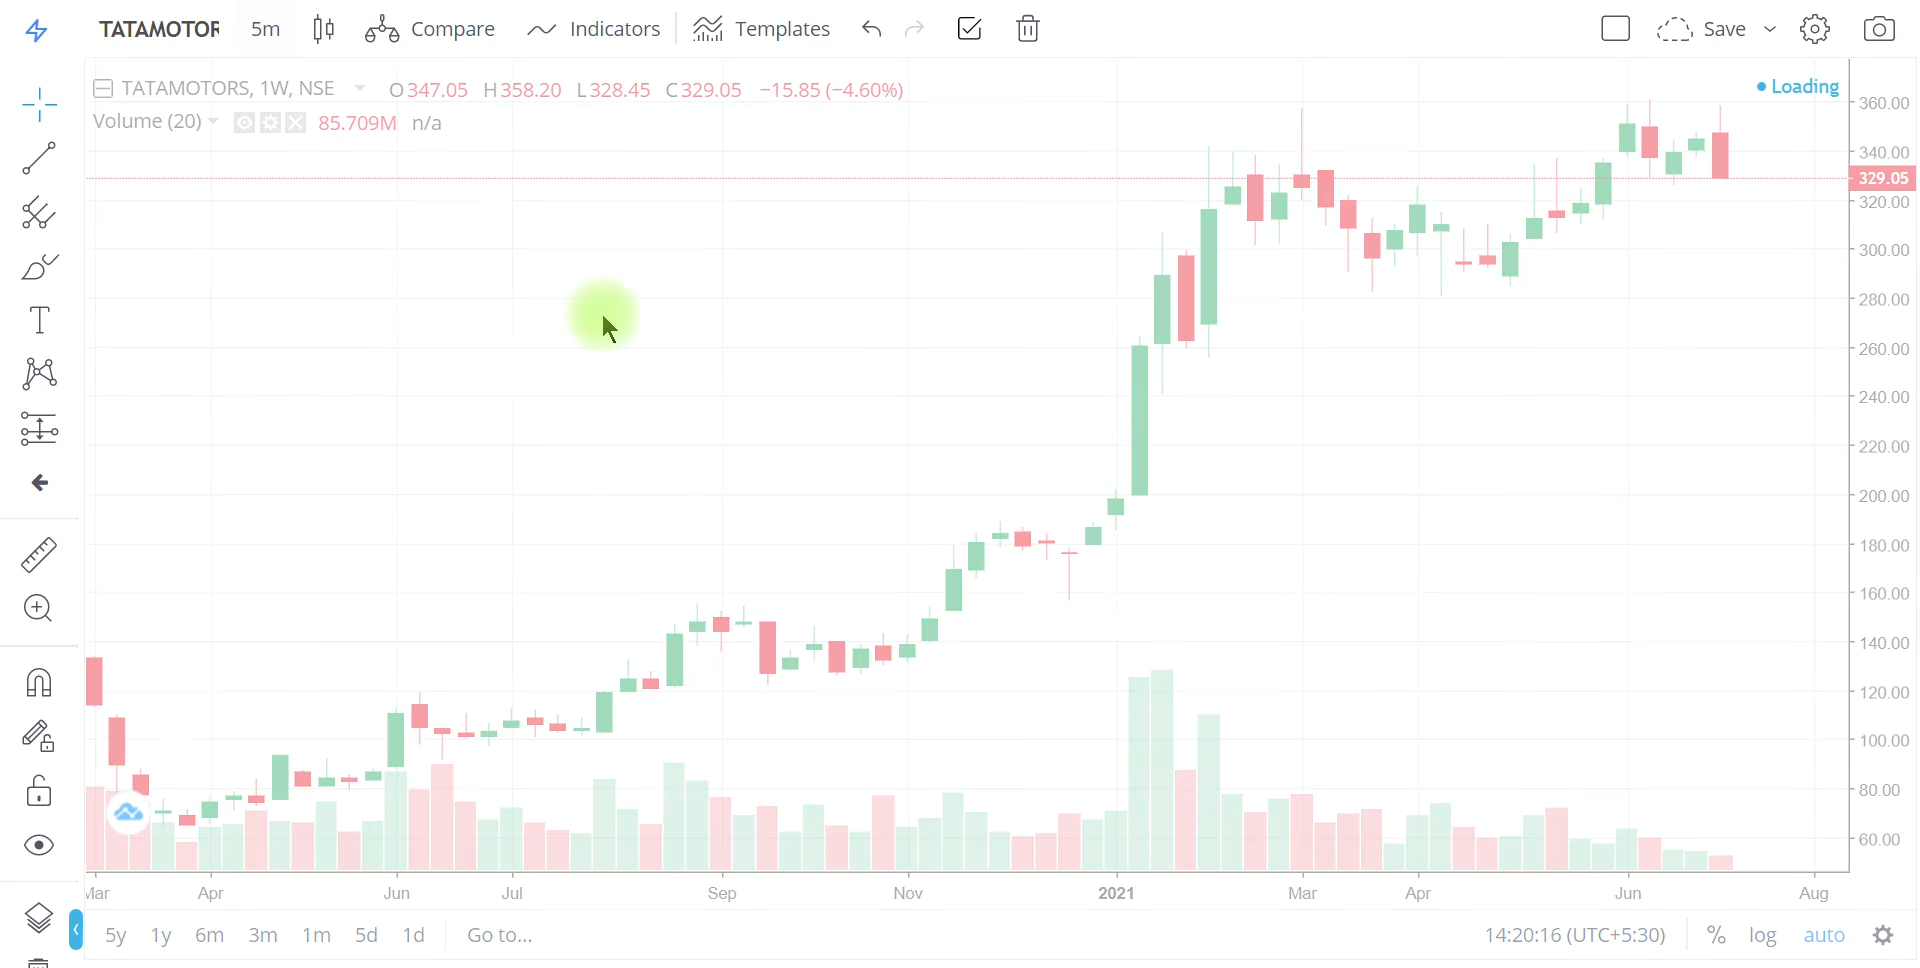 TATAMOTOR 5m Compare Indicators Templates Save
TATAMOTORS, 1W, NSE O 347.05 H 358.20 L 328.45 C 329.05 −15.85 (−4.60%)
Loading
Volume (20) 85.709M n/a
360.00
340.00
329.05
320.00
300.00
280.00
260.00
240.00
220.00
200.00
180.00
160.00
140.00
120.00
100.00
80.00
60.00
Mar Apr Jun Jul Sep Nov 2021 Mar Apr Jun Aug
5y 1y 6m 3m 1m 5d 1d Go to... 14:20:16 (UTC+5:30) % log auto